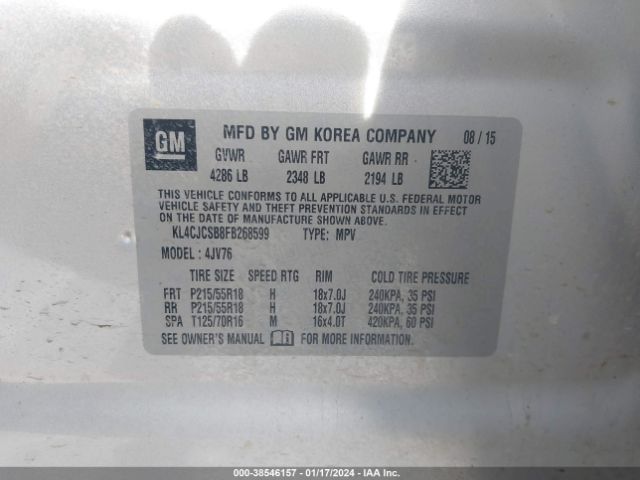 GM
MFD BY GM KOREA COMPANY 08 / 15
GVWR GAWR FRT GAWR RR
4286 LB 2348 LB 2194 LB
THIS VEHICLE CONFORMS TO ALL APPLICABLE U.S. FEDERAL MOTOR
VEHICLE SAFETY AND THEFT PREVENTION STANDARDS IN EFFECT
ON THE DATE OF MANUFACTURE SHOWN ABOVE.
KL4CJCSB8FB268599 TYPE: MPV
MODEL : 4JV76
TIRE SIZE SPEED RTG RIM COLD TIRE PRESSURE
FRT P215/55R18 H 18x7.0J 240KPA, 35 PSI
RR P215/55R18 H 18x7.0J 240KPA, 35 PSI
SPA T125/70R16 M 16x4.0T 420KPA, 60 PSI
SEE OWNER'S MANUAL FOR MORE INFORMATION.
000-38546157 - 01/17/2024 - IAA Inc.